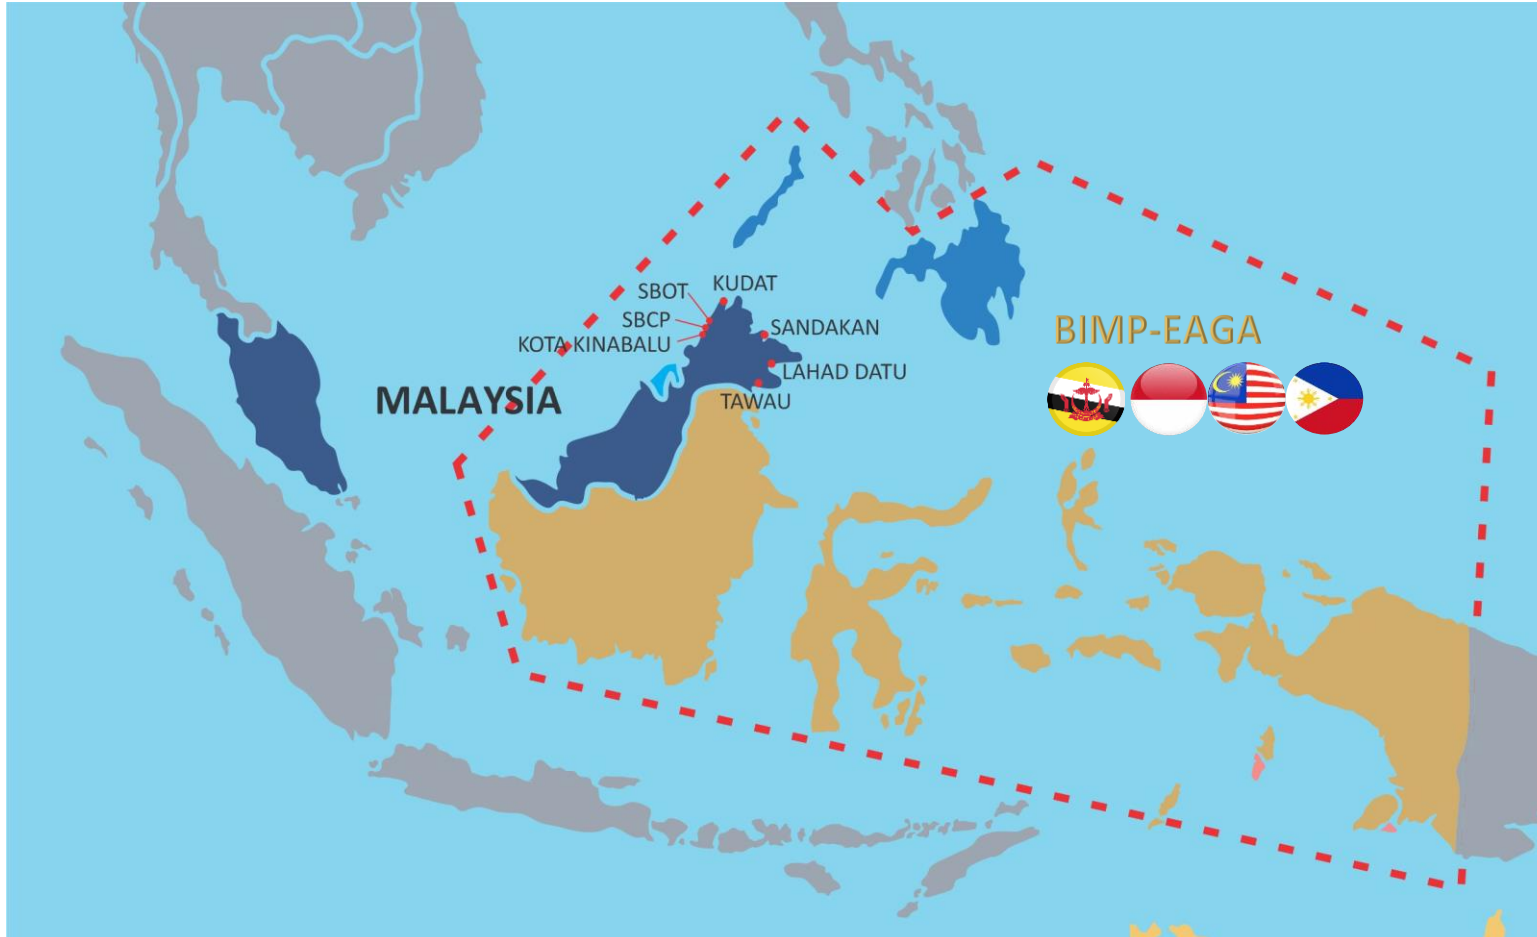 KUDAT
SBOT
SBCP
SANDAKAN
KOTA KINABALU
LAHAD DATU
MALAYSIA
TAWAU
BIMP-EAGA